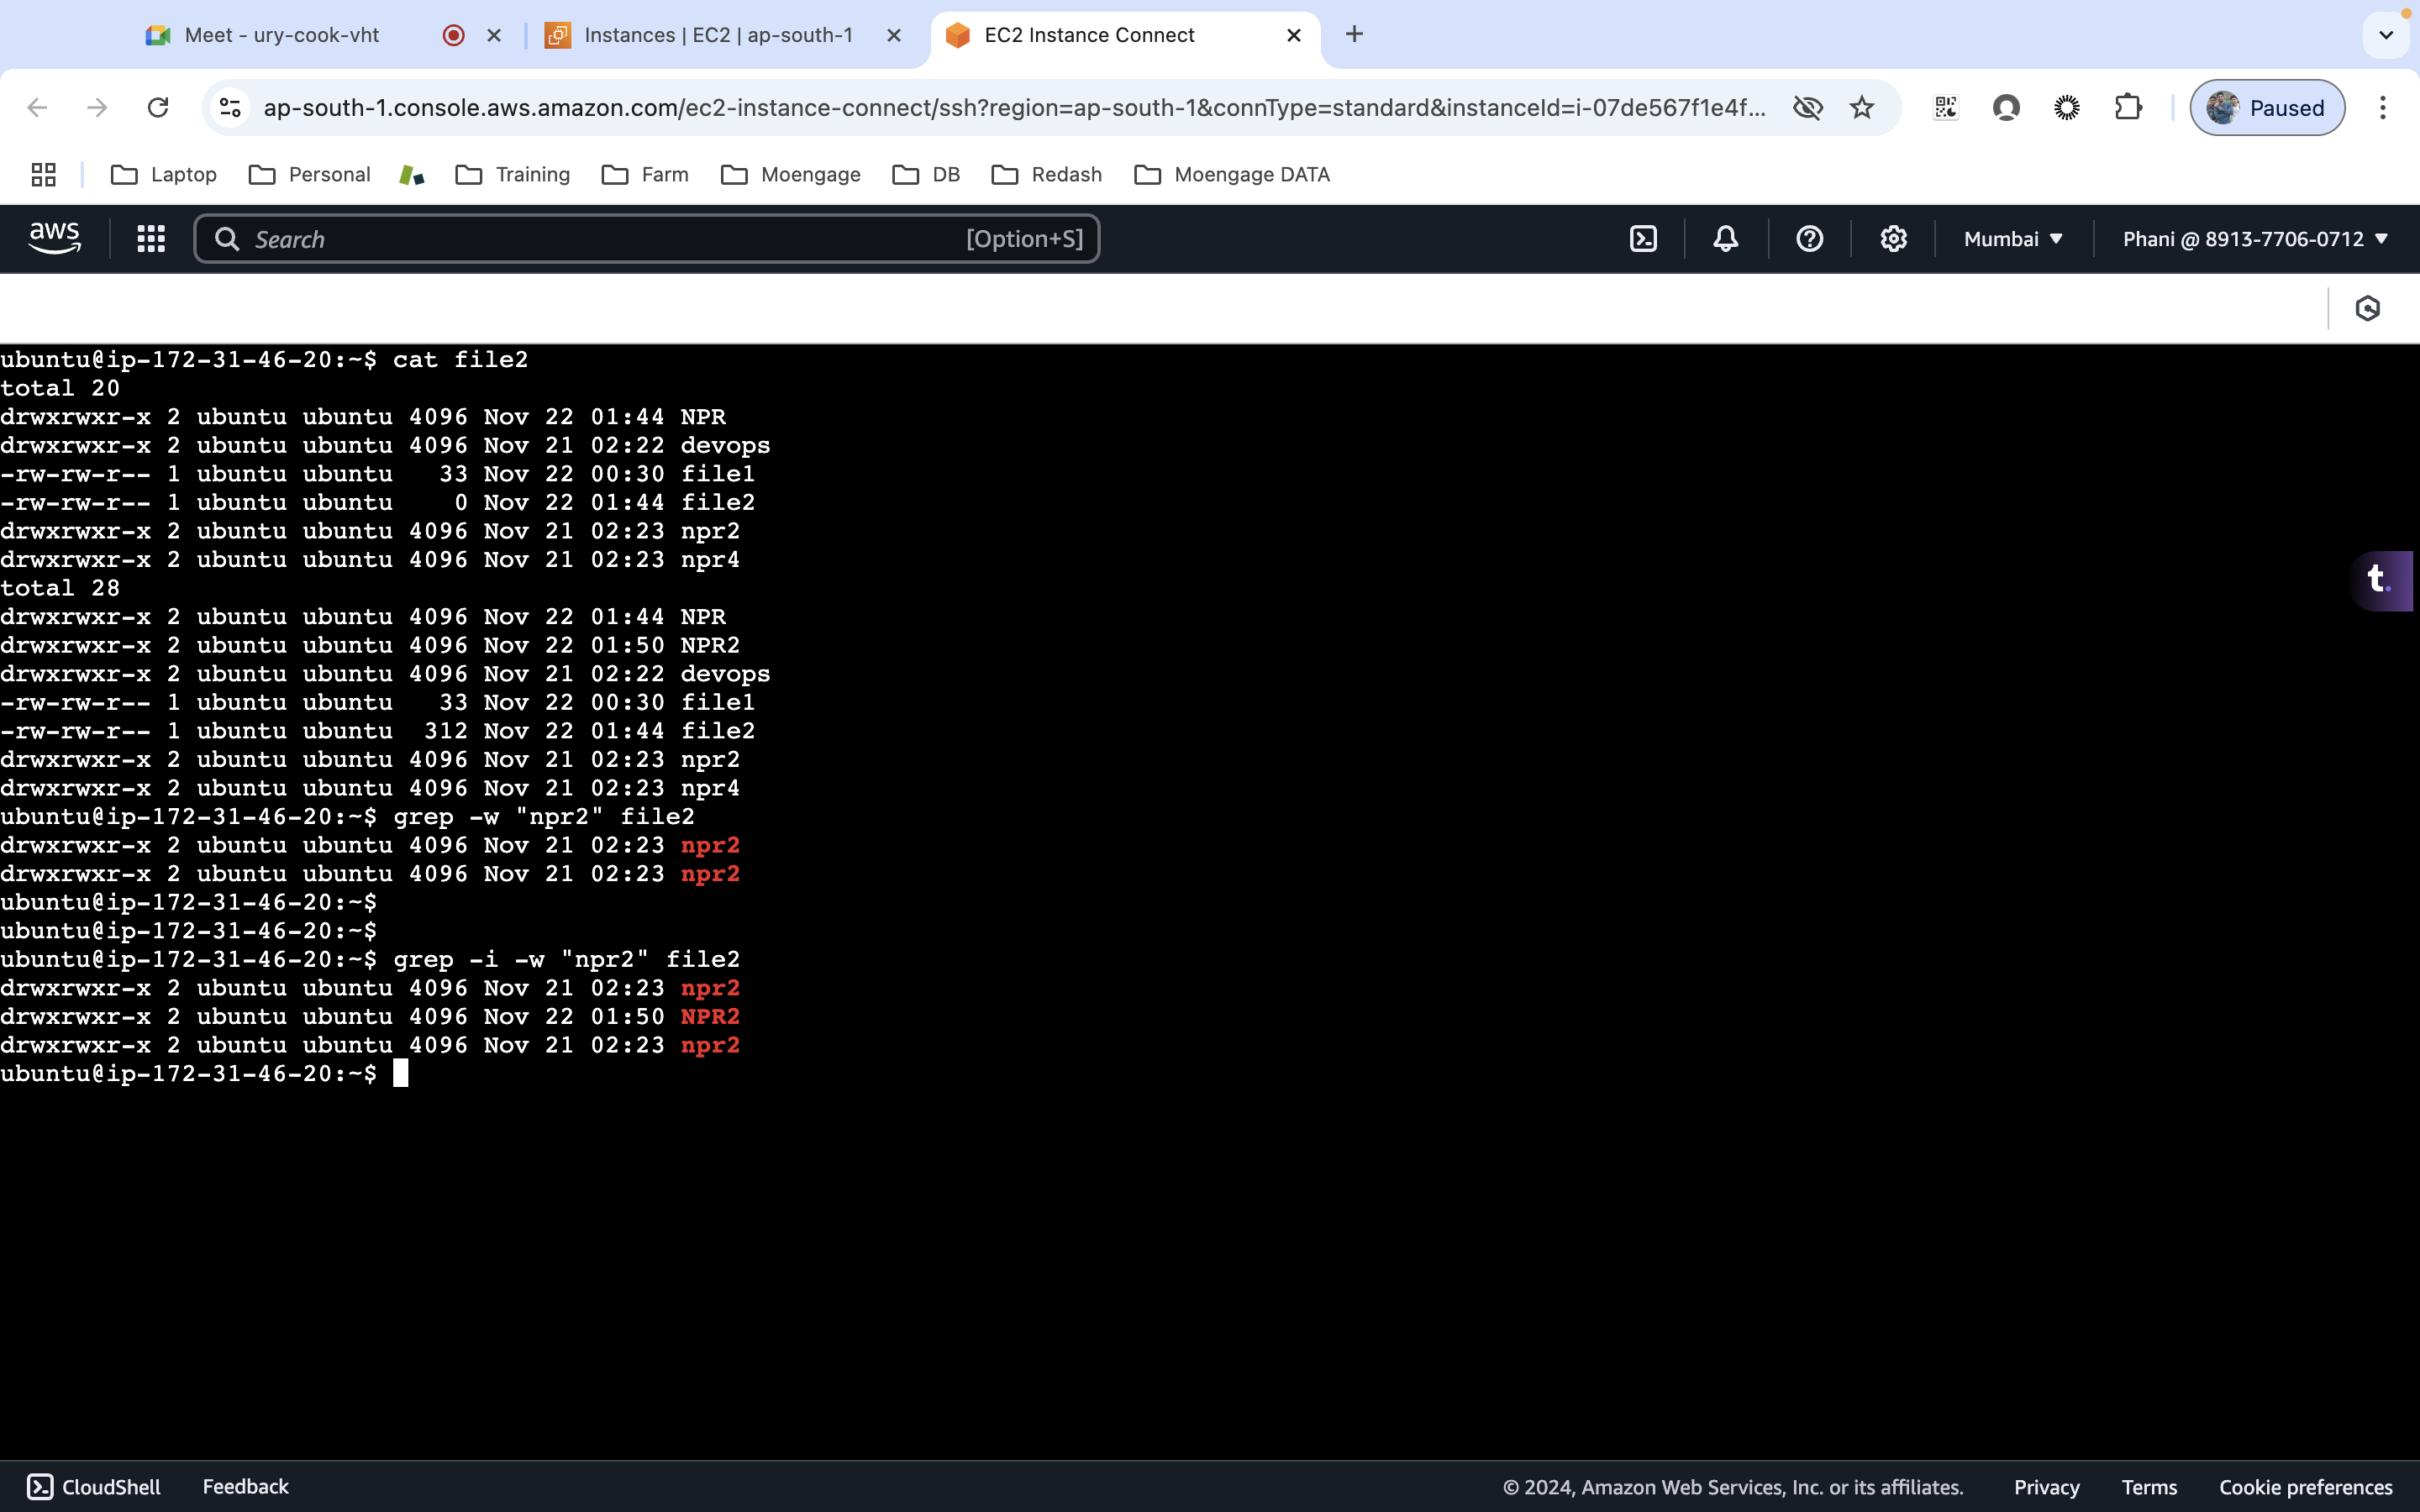 Meet - ury-cook-vht
Instances | EC2 | ap-south-1
EC2 Instance Connect
ap-south-1.console.aws.amazon.com/ec2-instance-connect/ssh?region=ap-south-1&connType=standard&instanceId=i-07de567f1e4f...
Paused
Laptop
Personal
Training
Farm
Moengage
DB
Redash
Moengage DATA
aws
Search
[Option+S]
Mumbai
Phani @ 8913-7706-0712
ubuntu@ip-172-31-46-20:~$ cat file2
total 20
drwxrwxr-x 2 ubuntu ubuntu 4096 Nov 22 01:44 NPR
drwxrwxr-x 2 ubuntu ubuntu 4096 Nov 21 02:22 devops
-rw-rw-r-- 1 ubuntu ubuntu   33 Nov 22 00:30 file1
-rw-rw-r-- 1 ubuntu ubuntu    0 Nov 22 01:44 file2
drwxrwxr-x 2 ubuntu ubuntu 4096 Nov 21 02:23 npr2
drwxrwxr-x 2 ubuntu ubuntu 4096 Nov 21 02:23 npr4
total 28
drwxrwxr-x 2 ubuntu ubuntu 4096 Nov 22 01:44 NPR
drwxrwxr-x 2 ubuntu ubuntu 4096 Nov 22 01:50 NPR2
drwxrwxr-x 2 ubuntu ubuntu 4096 Nov 21 02:22 devops
-rw-rw-r-- 1 ubuntu ubuntu   33 Nov 22 00:30 file1
-rw-rw-r-- 1 ubuntu ubuntu  312 Nov 22 01:44 file2
drwxrwxr-x 2 ubuntu ubuntu 4096 Nov 21 02:23 npr2
drwxrwxr-x 2 ubuntu ubuntu 4096 Nov 21 02:23 npr4
ubuntu@ip-172-31-46-20:~$ grep -w "npr2" file2
drwxrwxr-x 2 ubuntu ubuntu 4096 Nov 21 02:23 npr2
drwxrwxr-x 2 ubuntu ubuntu 4096 Nov 21 02:23 npr2
ubuntu@ip-172-31-46-20:~$
ubuntu@ip-172-31-46-20:~$
ubuntu@ip-172-31-46-20:~$ grep -i -w "npr2" file2
drwxrwxr-x 2 ubuntu ubuntu 4096 Nov 21 02:23 npr2
drwxrwxr-x 2 ubuntu ubuntu 4096 Nov 22 01:50 NPR2
drwxrwxr-x 2 ubuntu ubuntu 4096 Nov 21 02:23 npr2
ubuntu@ip-172-31-46-20:~$
t.
CloudShell
Feedback
© 2024, Amazon Web Services, Inc. or its affiliates.
Privacy
Terms
Cookie preferences